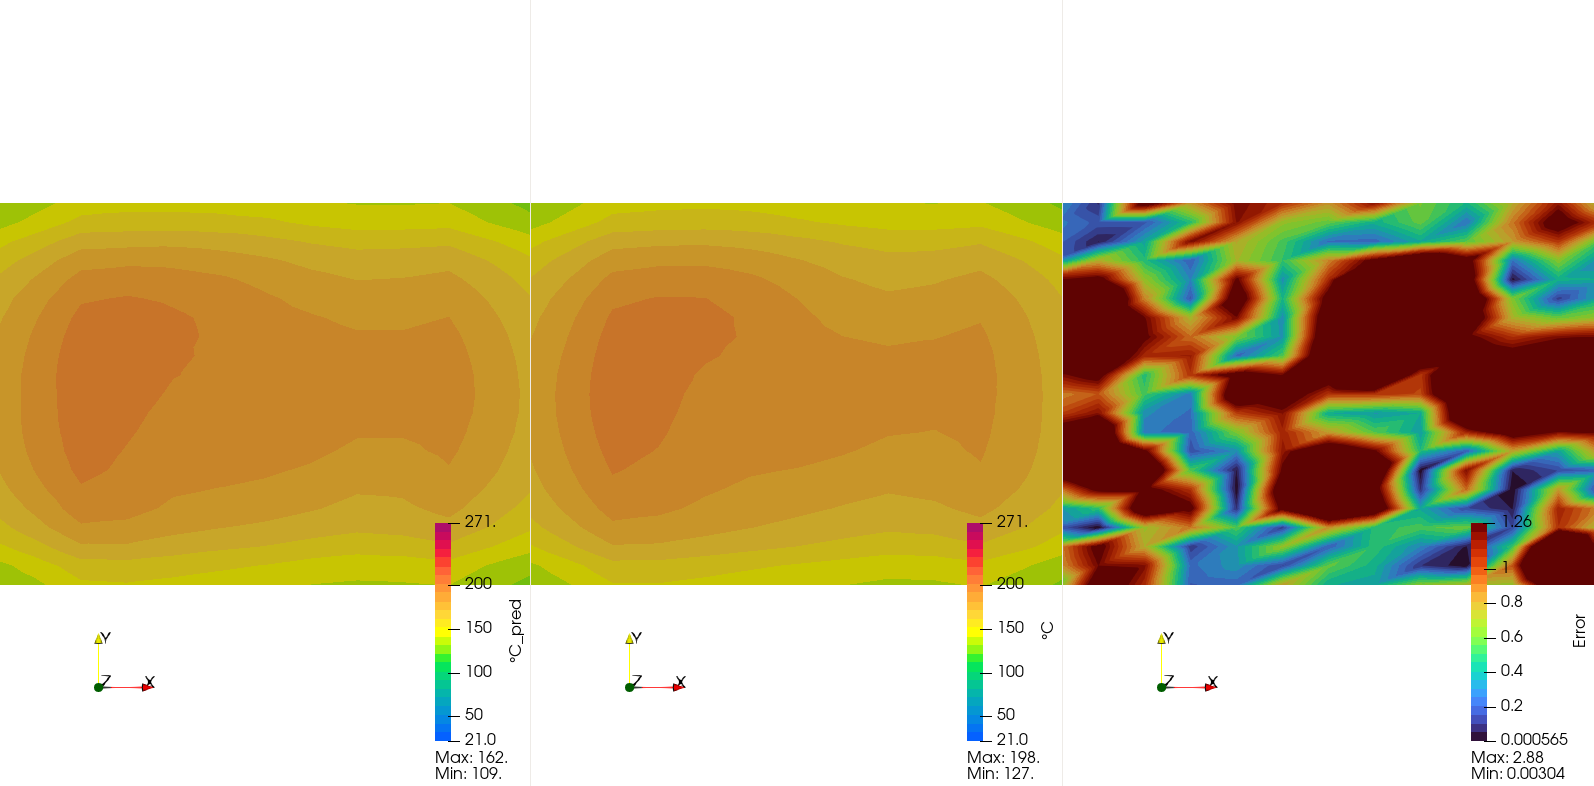 271.
200
150
100
50
21.0
°C_pred
Max: 162.
Min: 109.
Y
Z
X
271.
200
150
100
50
21.0
°C
Max: 198.
Min: 127.
Y
Z
X
1.26
1
0.8
0.6
0.4
0.2
0.000565
Error
Max: 2.88
Min: 0.00304
Y
Z
X